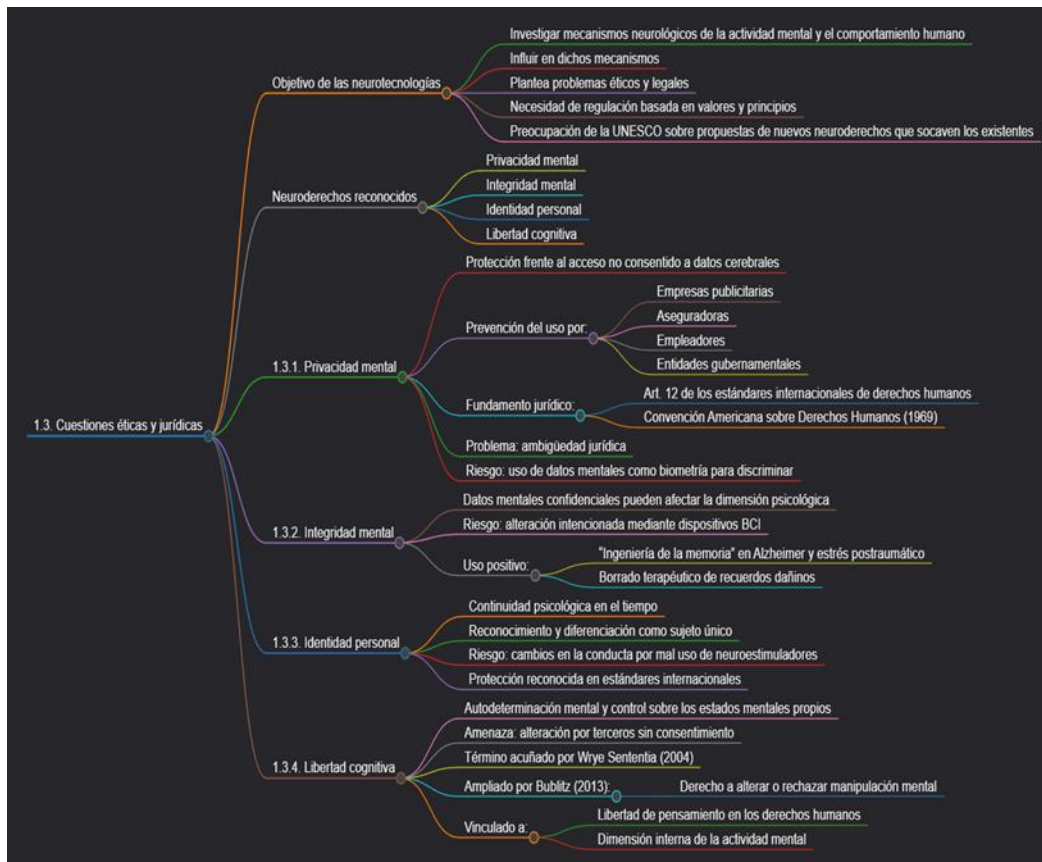 1.3. Cuestiones éticas y jurídicas
Objetivo de las neurotecnologías
Investigar mecanismos neurológicos de la actividad mental y el comportamiento humano
Influir en dichos mecanismos
Plantea problemas éticos y legales
Necesidad de regulación basada en valores y principios
Preocupación de la UNESCO sobre propuestas de nuevos neuroderechos que socaven los existentes
Neuroderechos reconocidos
Privacidad mental
Integridad mental
Identidad personal
Libertad cognitiva
1.3.1. Privacidad mental
Protección frente al acceso no consentido a datos cerebrales
Prevención del uso por:
Empresas publicitarias
Aseguradoras
Empleadores
Entidades gubernamentales
Fundamento jurídico:
Art. 12 de los estándares internacionales de derechos humanos
Convención Americana sobre Derechos Humanos (1969)
Problema: ambigüedad jurídica
Riesgo: uso de datos mentales como biometría para discriminar
1.3.2. Integridad mental
Datos mentales confidenciales pueden afectar la dimensión psicológica
Riesgo: alteración intencionada mediante dispositivos BCI
Uso positivo:
"Ingeniería de la memoria" en Alzheimer y estrés postraumático
Borrado terapéutico de recuerdos dañinos
1.3.3. Identidad personal
Continuidad psicológica en el tiempo
Reconocimiento y diferenciación como sujeto único
Riesgo: cambios en la conducta por mal uso de neuroestimuladores
Protección reconocida en estándares internacionales
1.3.4. Libertad cognitiva
Autodeterminación mental y control sobre los estados mentales propios
Amenaza: alteración por terceros sin consentimiento
Término acuñado por Wrye Sententia (2004)
Ampliado por Bublitz (2013):
Derecho a alterar o rechazar manipulación mental
Vinculado a:
Libertad de pensamiento en los derechos humanos
Dimensión interna de la actividad mental